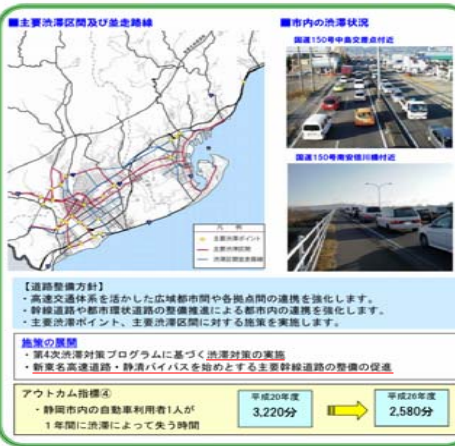 ■主要渋滞区間及び並走路線
■市内の渋滞状況
国道150号中島交差点付近
国道150号南安倍川橋付近
凡例
主要渋滞ポイント
主要渋滞区間
渋滞区間並走路線
【道路整備方針】
・高速交通体系を活かした広域都市間や各拠点間の連携を強化します。
・幹線道路や都市環状道路の整備推進による都市内の連携を強化します。
・主要渋滞ポイント、主要渋滞区間に対する施策を実施します。
施策の展開
・第4次渋滞対策プログラムに基づく渋滞対策の実施
・新東名高速道路・静清バイパスを始めとする主要幹線道路の整備の促進
アウトカム指標④
・静岡市内の自動車利用者1人が
１年間に渋滞によって失う時間
平成20年度
3,220分
平成26年度
2,580分